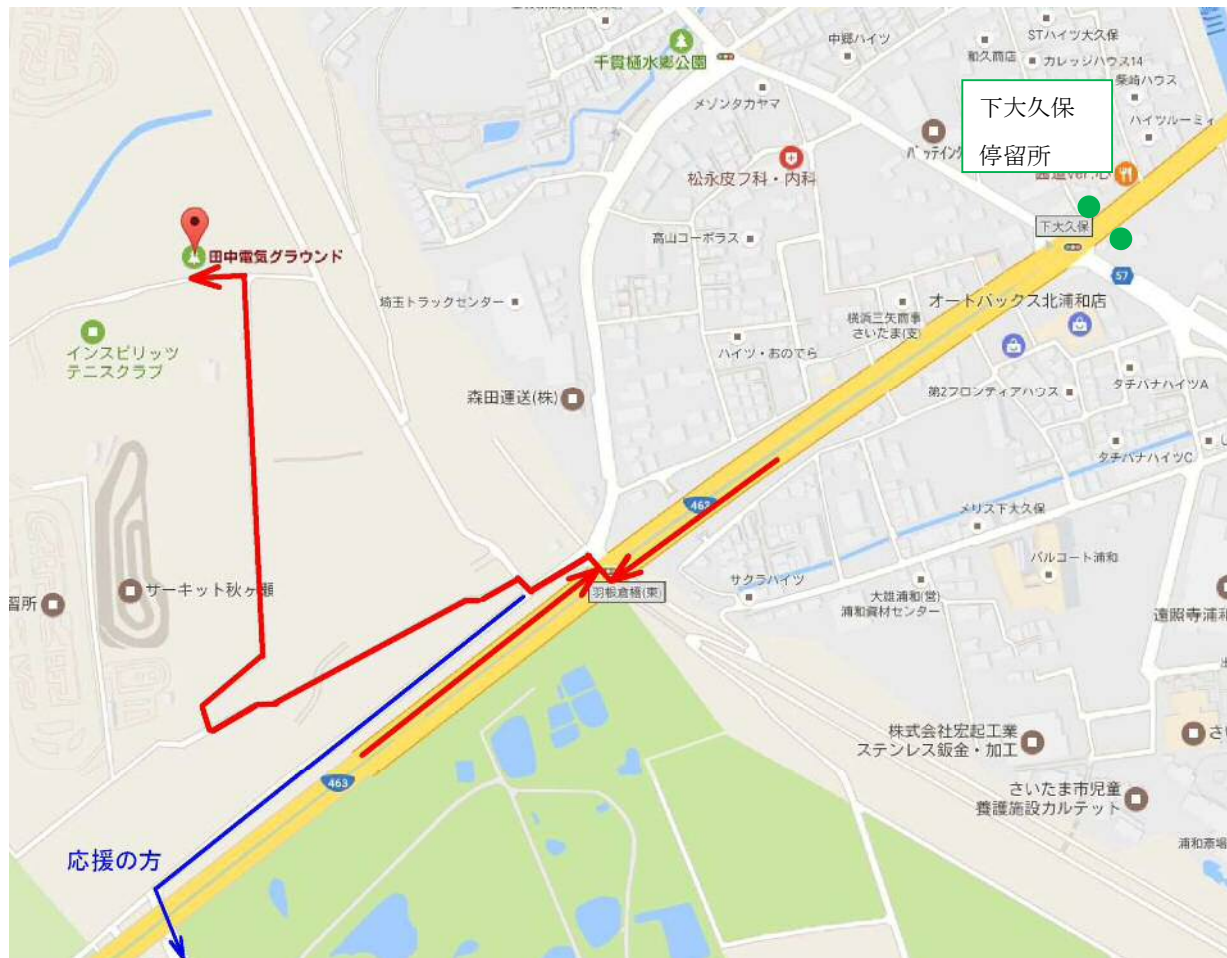 千貫樋水郷公園
中郷ハイツ
STハイツ大久保
和久商店
カレッジハウス14
柴崎ハウス
メゾンタカヤマ
ハイツルーミィ
下大久保
停留所
松永皮フ科・内科
高山コーポラス
下大久保
57
田中電気グラウンド
埼玉トラックセンター
オートバックス北浦和店
横浜三矢商事
さいたま(支)
インスピリッツ
テニスクラブ
ハイツ・おのでら
森田運送(株)
第2フロンティアハウス
タチバナハイツA
タチバナハイツC
463
メリス下大久保
パルコート浦和
サーキット秋ヶ瀬
習所
羽根倉橋(東)
サクラハイツ
大雄浦和(営)
浦和資材センター
遠照寺浦和
株式会社宏起工業
ステンレス鈑金・加工
463
さいたま市児童
養護施設カルテット
応援の方
浦和斎場